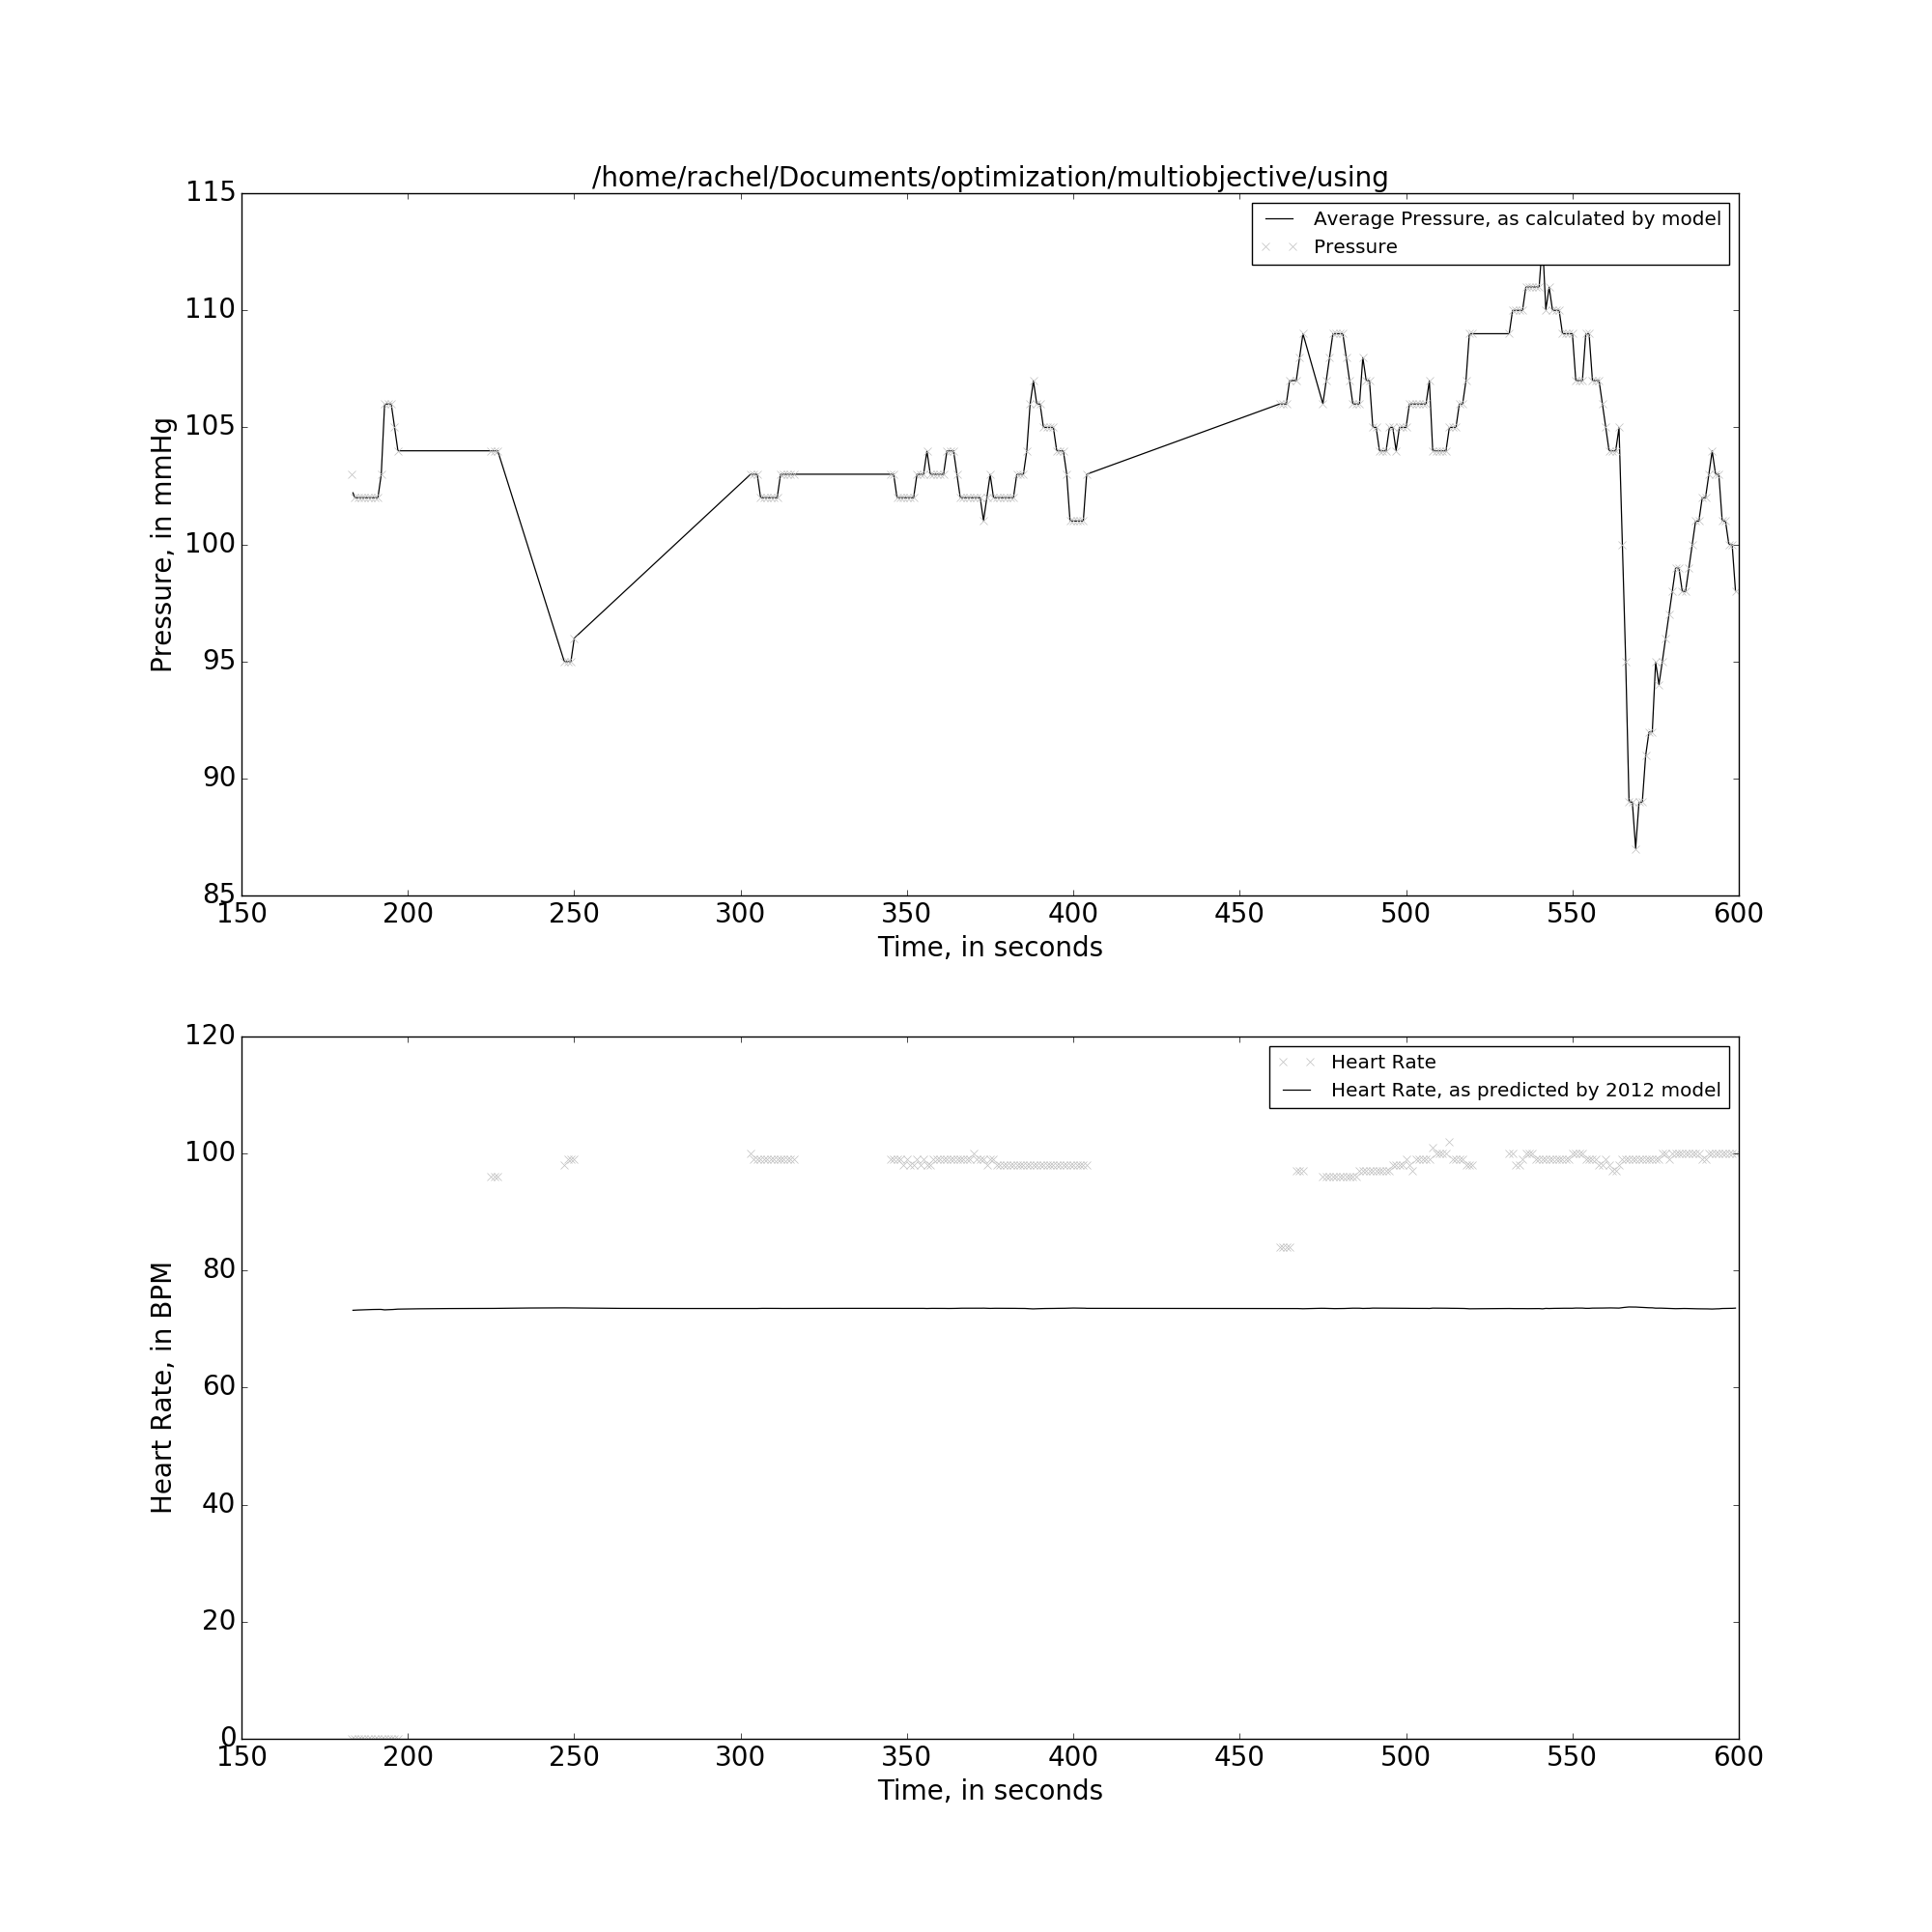 /home/rachel/Documents/optimization/multiobjective/using
115
110
105
100
95
90
85
Pressure, in mmHg
Average Pressure, as calculated by model
Pressure
150 200 250 300 350 400 450 500 550 600
Time, in seconds
120
100
80
60
40
20
0
Heart Rate, in BPM
Heart Rate
Heart Rate, as predicted by 2012 model
150 200 250 300 350 400 450 500 550 600
Time, in seconds